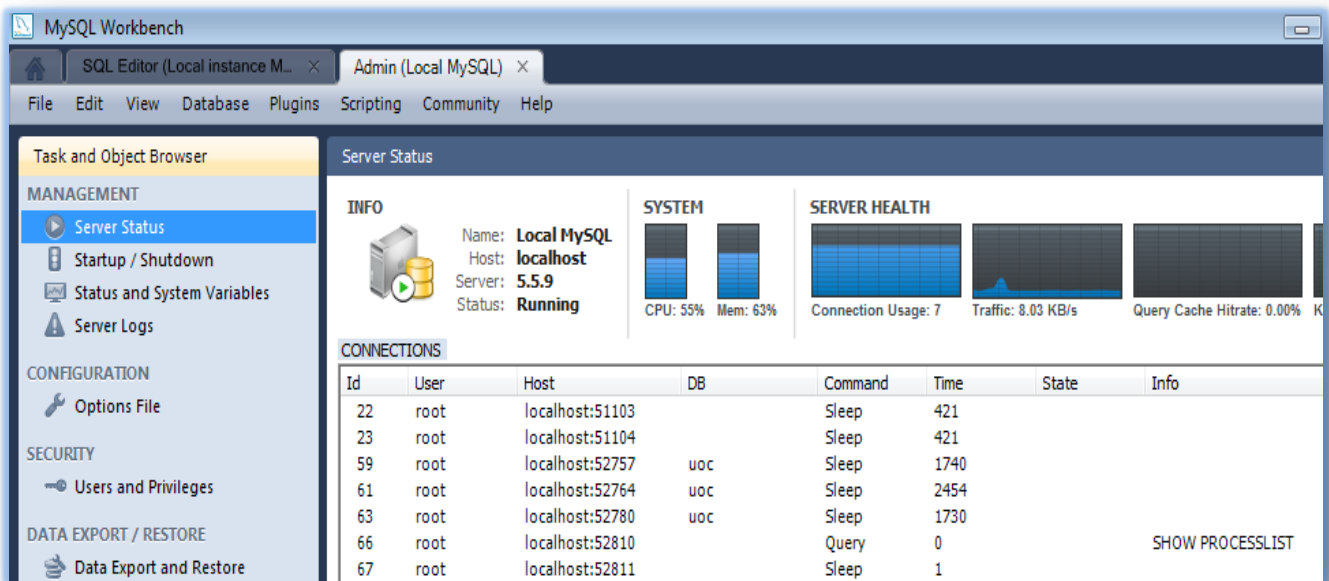 MySQL Workbench
SQL Editor (Local instance M... Admin (Local MySQL)
File Edit View Database Plugins Scripting Community Help
Task and Object Browser
MANAGEMENT
Server Status
Startup / Shutdown
Status and System Variables
Server Logs
CONFIGURATION
Options File
SECURITY
Users and Privileges
DATA EXPORT / RESTORE
Data Export and Restore
Server Status
INFO
Name: Local MySQL
Host: localhost
Server: 5.5.9
Status: Running
SYSTEM
CPU: 55% Mem: 63%
SERVER HEALTH
Connection Usage: 7 Traffic: 8.03 KB/s Query Cache Hitrate: 0.00% K
CONNECTIONS
Id User Host DB Command Time State Info
22 root localhost:51103 Sleep 421
23 root localhost:51104 Sleep 421
59 root localhost:52757 uoc Sleep 1740
61 root localhost:52764 uoc Sleep 2454
63 root localhost:52780 uoc Sleep 1730
66 root localhost:52810 Query 0 SHOW PROCESSLIST
67 root localhost:52811 Sleep 1